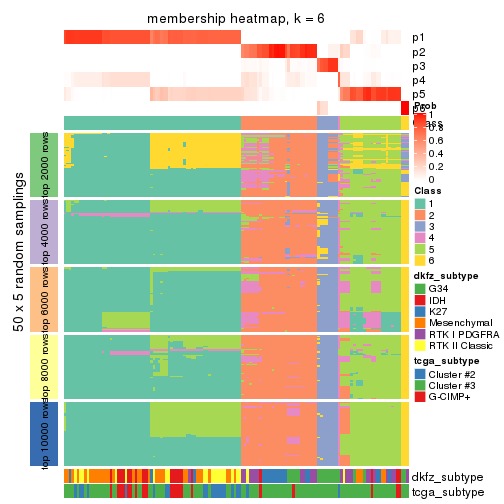 membership heatmap, k = 6
p1
p2
p3
p4
p5
Prob
1
0.8
0.6
0.4
0.2
0
Class
1
2
3
4
5
6
dkfz_subtype
G34
IDH
K27
Mesenchymal
RTK I PDGFRA
RTK II Classic
tcga_subtype
Cluster #2
Cluster #3
G-CIMP+
50 x 5 random samplings
top 2000 rows
top 4000 rows
top 6000 rows
top 8000 rows
top 10000 rows
dkfz_subtype
tcga_subtype